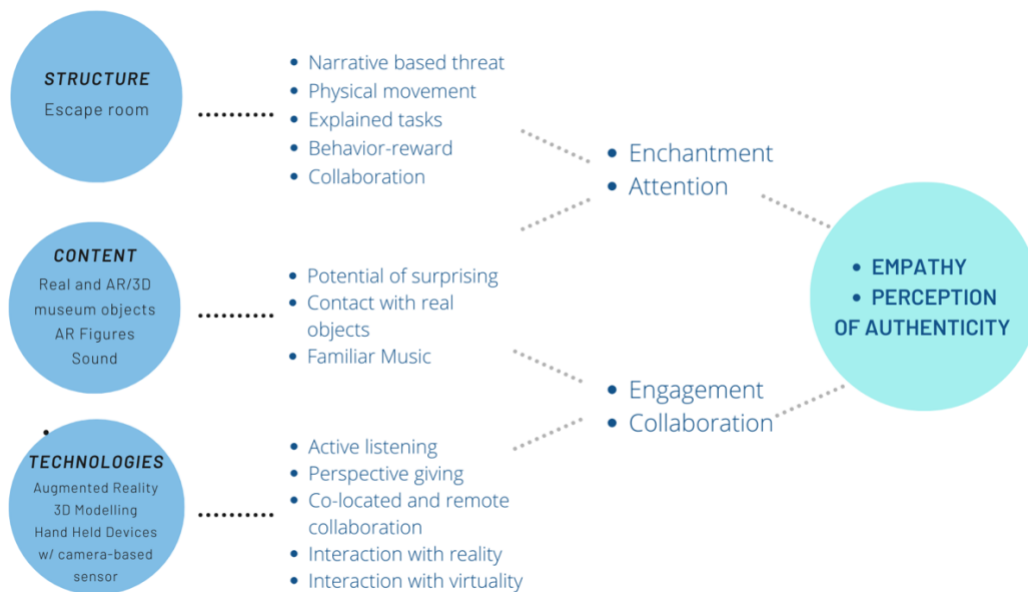 STRUCTURE
Escape room
• Narrative based threat
• Physical movement
• Explained tasks
• Behavior-reward
• Collaboration
CONTENT
Real and AR/3D
museum objects
AR Figures
Sound
• Potential of surprising
• Contact with real
objects
• Familiar Music
TECHNOLOGIES
Augmented Reality
3D Modelling
Hand Held Devices
w/ camera-based
sensor
• Active listening
• Perspective giving
• Co-located and remote
collaboration
• Interaction with reality
• Interaction with virtuality
• Enchantment
• Attention
• Engagement
• Collaboration
• EMPATHY
• PERCEPTION
OF AUTHENTICITY